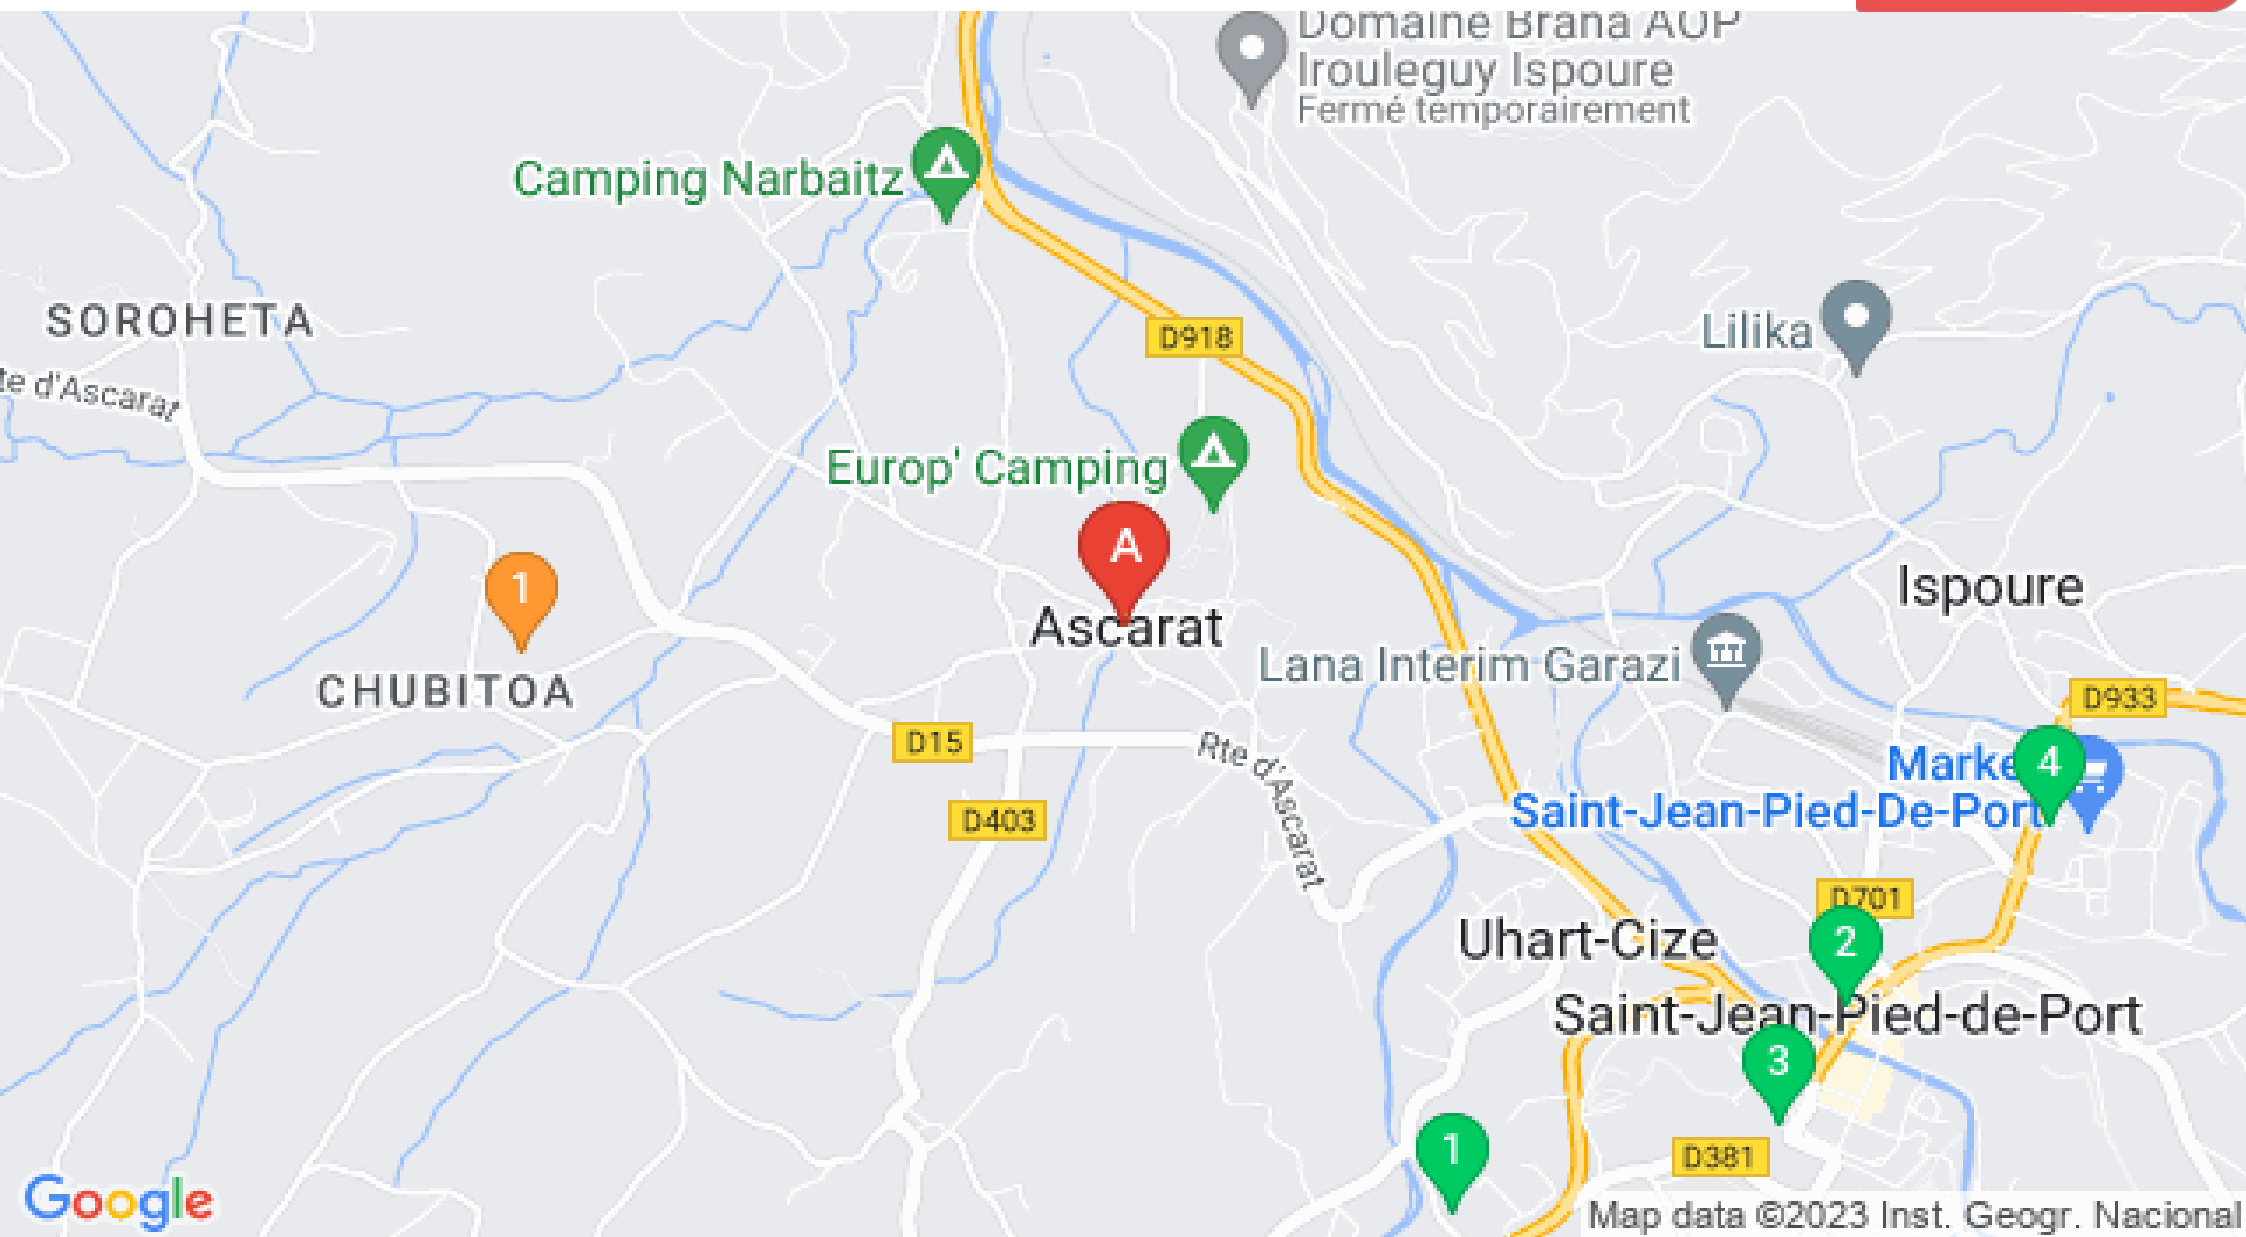 Domaine Brana AOP
Irouleguy Ispoure
Fermé temporairement
Camping Narbaitz
SOROHETA
D918
Lilika
te d'Ascarat
Europ' Camping
A
1
Ascarat
Ispoure
Lana Interim Garazi
CHUBITOA
D933
D15
Rte d'Ascarat
Marke
4
Saint-Jean-Pied-De-Port
D403
D701
2
Uhart-Cize
Saint-Jean-Pied-de-Port
3
1
D381
Google
Map data ©2023 Inst. Geogr. Nacional